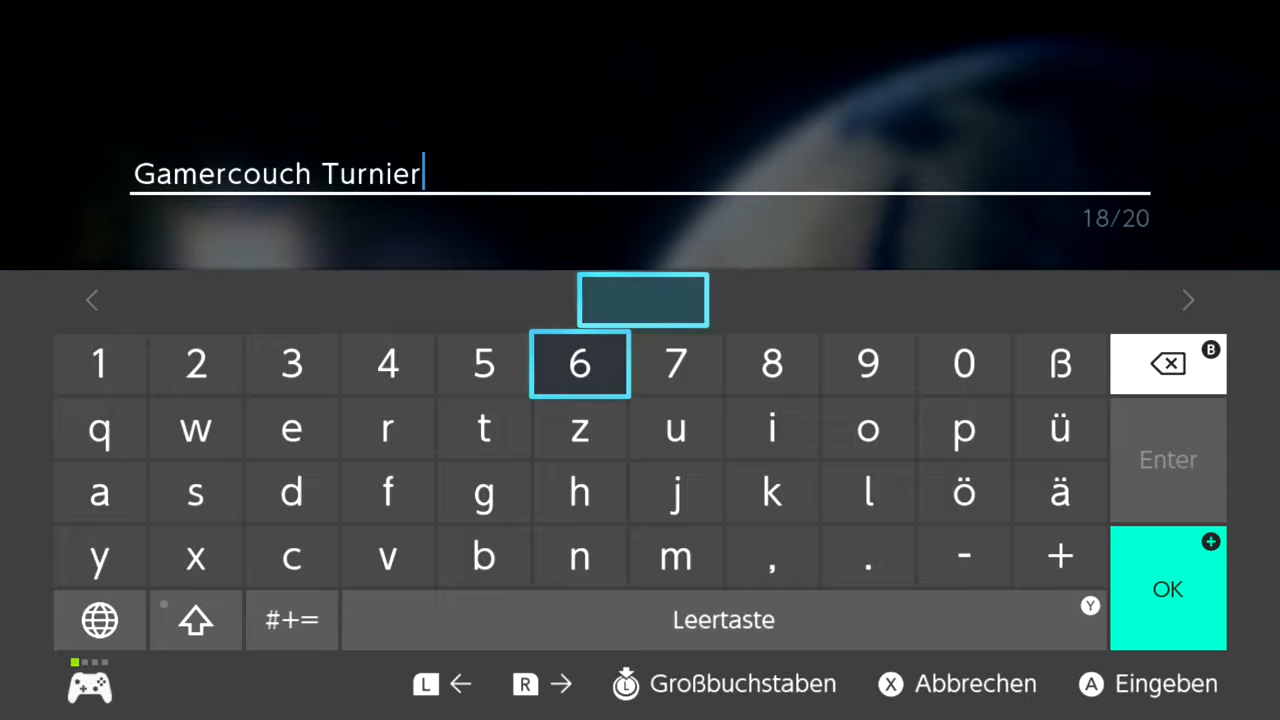 Gamercouch Turnier
18/20
1 2 3 4 5 6 7 8 9 0 ß B
q w e r t z u i o p ü
Enter
a s d f g h j k l ö ä
y x c v b n m , . - +
OK
#+= Leertaste Y
L ← R → L Großbuchstaben X Abbrechen A Eingeben